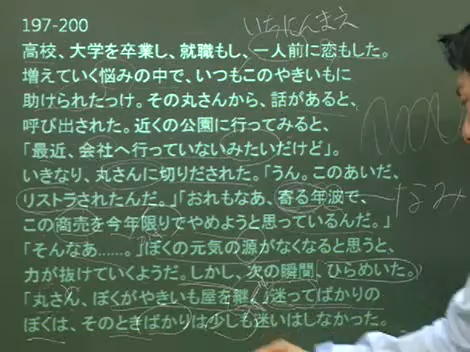 197-200
いちにんまえ
高校、大学を卒業し、就職もし、一人前に恋もした。
増えていく悩みの中で、いつもこのやきいもに
助けられたっけ。その丸さんから、話があると、
呼び出された。近くの公園に行ってみると、
「最近、会社へ行っていないみたいだけど」。
いきなり、丸さんに切りだされた。「うん。このあいだ、
リストラされたんだ。」「おれもなあ、寄る年波で、
なみ
この商売を今年限りでやめようと思っているんだ。」
「そんなあ……。」ぼくの元気の源がなくなると思うと、
力が抜けていくようだ。しかし、次の瞬間、ひらめいた。
「丸さん、ぼくがやきいも屋を継ぐ」迷ってばかりの
ぼくは、そのときばかりは少しも迷いはしなかった。